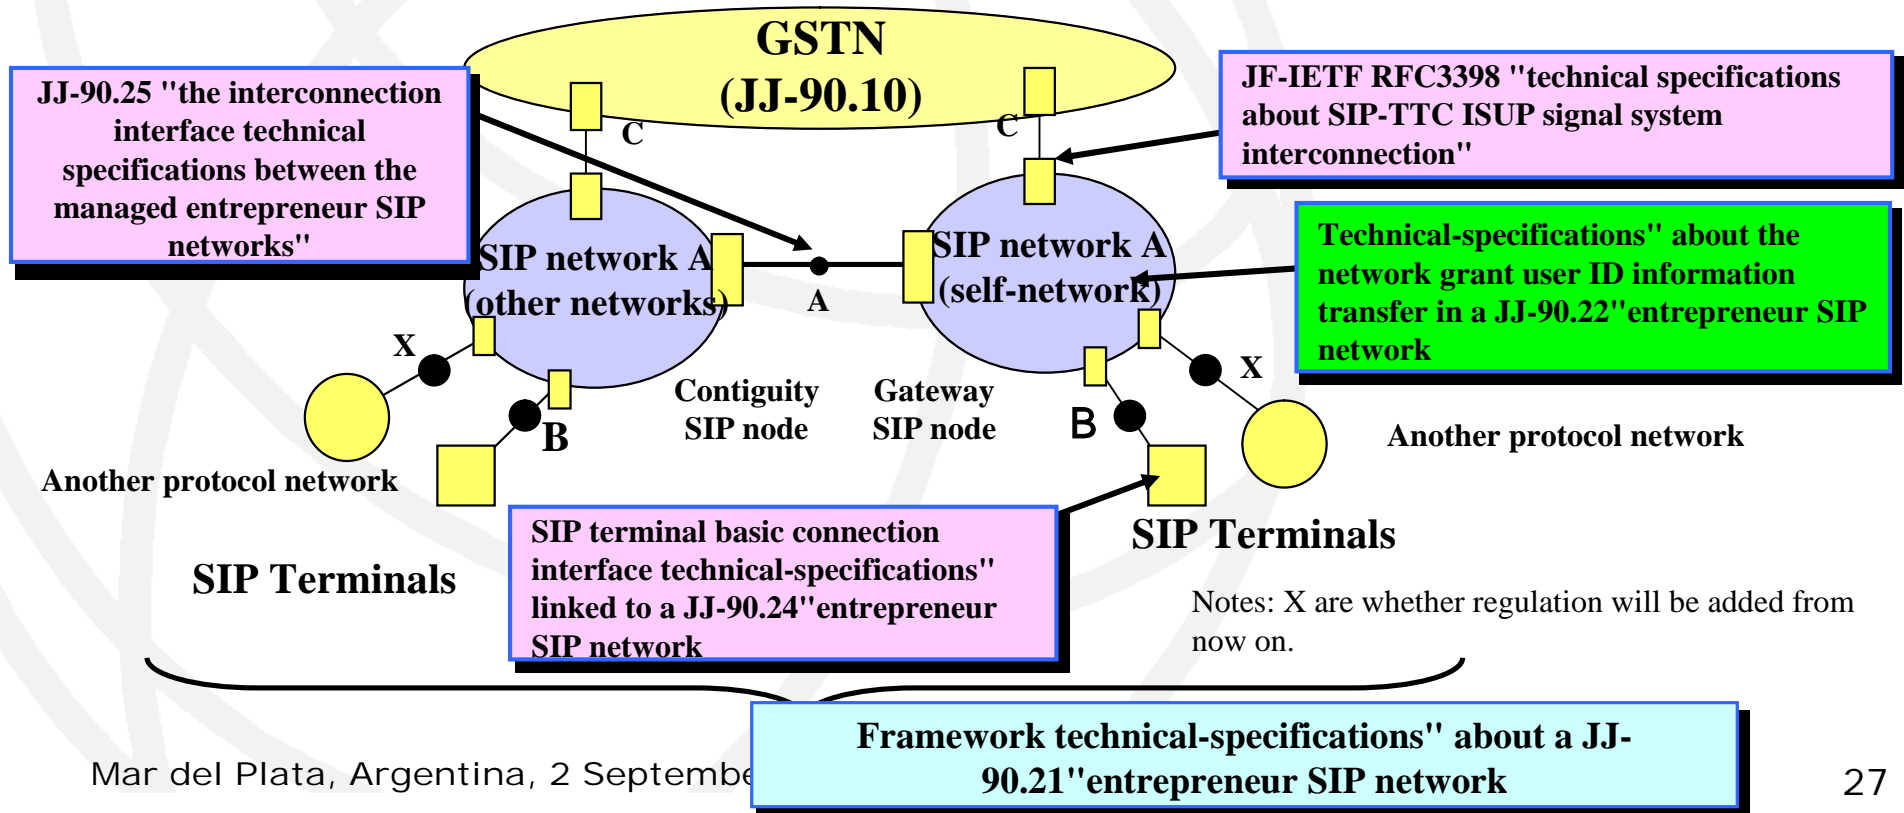 GSTN
(JJ-90.10)
JJ-90.25 "the interconnection
interface technical
specifications between the
managed entrepreneur SIP
networks"
C
C
JF-IETF RFC3398 "technical specifications
about SIP-TTC ISUP signal system
interconnection"
SIP network A
(other networks)
A
SIP network A
(self-network)
Technical-specifications" about the
network grant user ID information
transfer in a JJ-90.22"entrepreneur SIP
network
X
B
Contiguity
SIP node
Gateway
SIP node
B
X
Another protocol network
Another protocol network
SIP Terminals
SIP terminal basic connection
interface technical-specifications"
linked to a JJ-90.24"entrepreneur
SIP network
SIP Terminals
Notes: X are whether regulation will be added from
now on.
Framework technical-specifications" about a JJ-
90.21"entrepreneur SIP network
Mar del Plata, Argentina, 2 Septembe
27